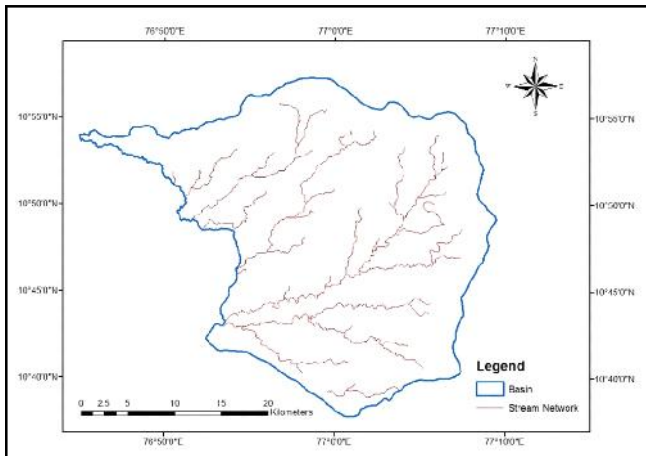 76°50'0"E 77°0'0"E 77°10'0"E
N
W E
S
10°55'0"N 10°55'0"N
10°50'0"N 10°50'0"N
10°45'0"N 10°45'0"N
10°40'0"N 10°40'0"N
Legend
Basin
Stream Network
0 2.5 5 10 15 20
Kilometers
76°50'0"E 77°0'0"E 77°10'0"E